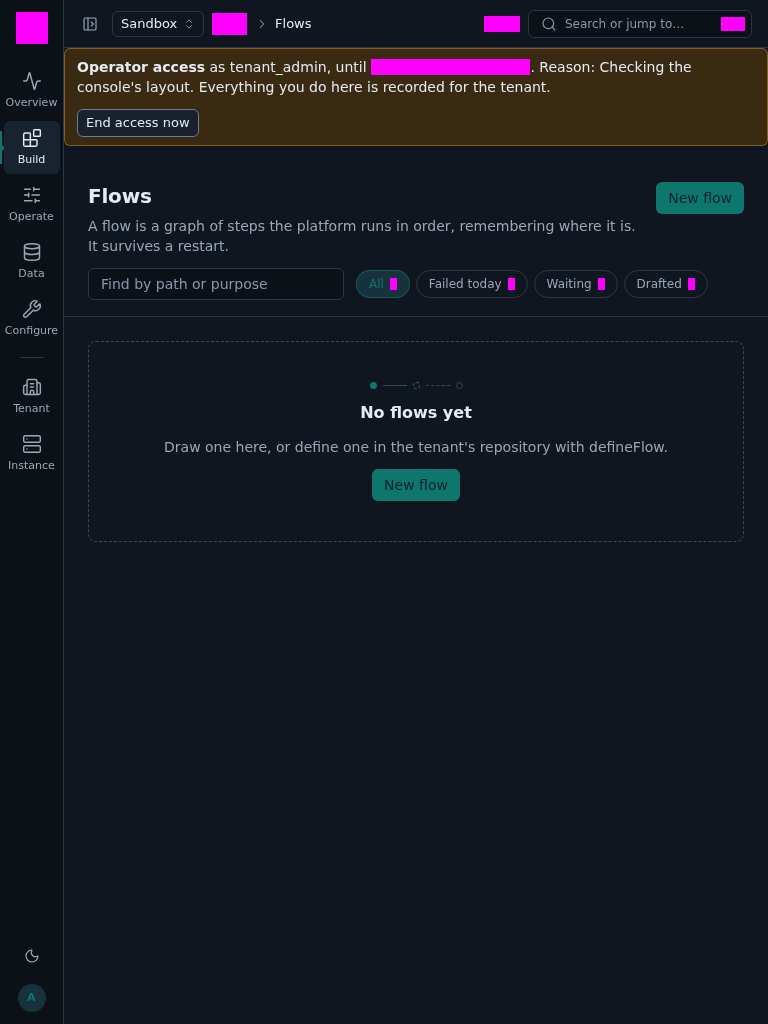 Sandbox
Flows
Search or jump to...
Operator access as tenant_admin, until . Reason: Checking the
console's layout. Everything you do here is recorded for the tenant.
End access now
Overview
Build
Operate
Data
Configure
Tenant
Instance
Flows
New flow
A flow is a graph of steps the platform runs in order, remembering where it is.
It survives a restart.
Find by path or purpose
All
Failed today
Waiting
Drafted
No flows yet
Draw one here, or define one in the tenant's repository with defineFlow.
New flow
A